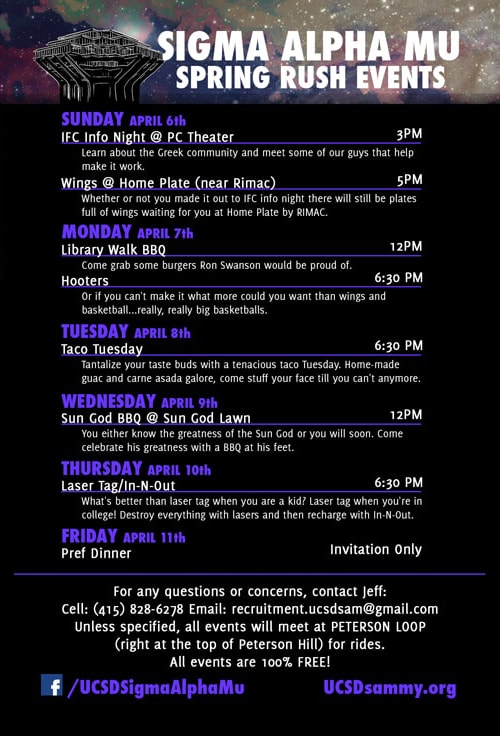 SIGMA ALPHA MU
SPRING RUSH EVENTS
SUNDAY APRIL 6th
IFC Info Night @ PC Theater 3PM
Learn about the Greek community and meet some of our guys that help
make it work.
Wings @ Home Plate (near Rimac) 5PM
Whether or not you made it out to IFC info night there will still be plates
full of wings waiting for you at Home Plate by RIMAC.
MONDAY APRIL 7th
Library Walk BBQ 12PM
Come grab some burgers Ron Swanson would be proud of.
Hooters 6:30 PM
Or if you can't make it what more could you want than wings and
basketball...really, really big basketballs.
TUESDAY APRIL 8th
Taco Tuesday 6:30 PM
Tantalize your taste buds with a tenacious taco Tuesday. Home-made
guac and carne asada galore, come stuff your face till you can't anymore.
WEDNESDAY APRIL 9th
Sun God BBQ @ Sun God Lawn 12PM
You either know the greatness of the Sun God or you will soon. Come
celebrate his greatness with a BBQ at his feet.
THURSDAY APRIL 10th
Laser Tag/In-N-Out 6:30 PM
What's better than laser tag when you are a kid? Laser tag when you're in
college! Destroy everything with lasers and then recharge with In-N-Out.
FRIDAY APRIL 11th
Pref Dinner Invitation Only
For any questions or concerns, contact Jeff:
Cell: (415) 828-6278 Email: recruitment.ucsdsam@gmail.com
Unless specified, all events will meet at PETERSON LOOP
(right at the top of Peterson Hill) for rides.
All events are 100% FREE!
f /UCSDSigmaAlphaMu UCSDsammy.org